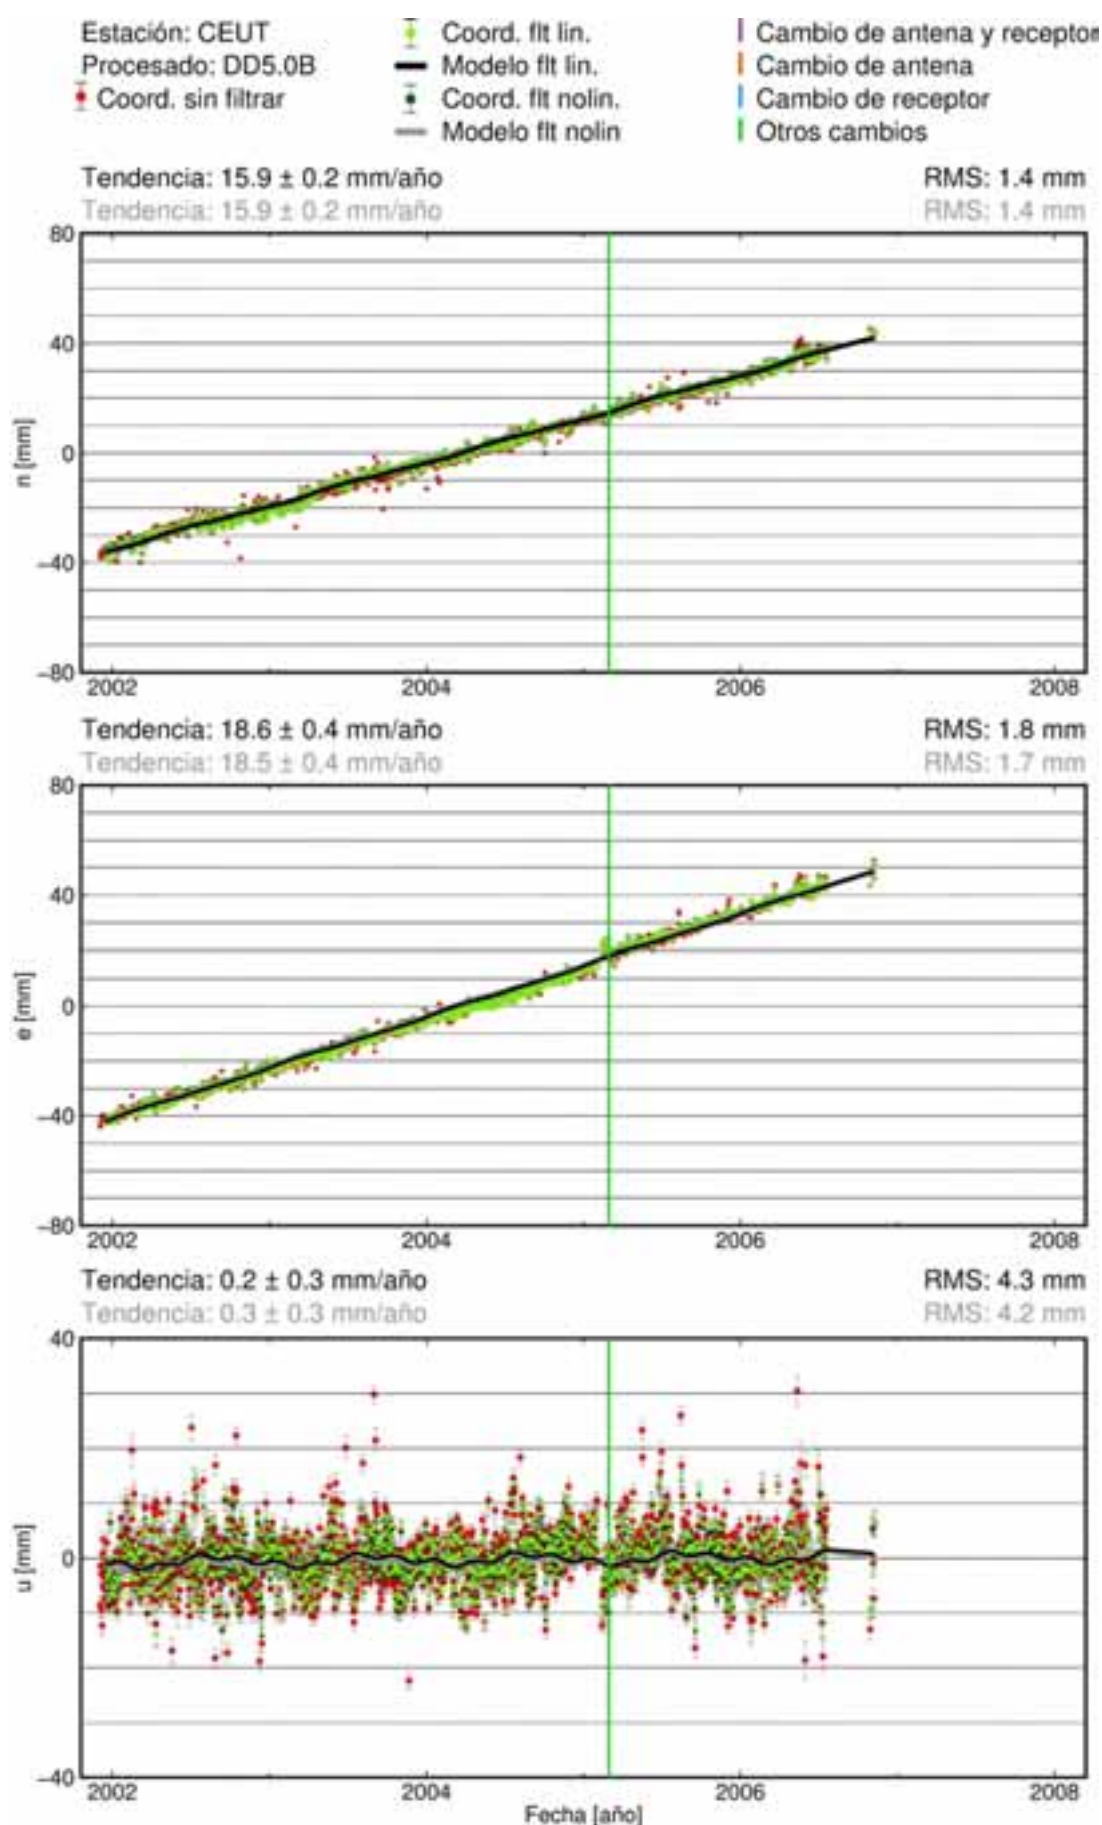 Estación: CEUT
Procesado: DD5.0B
Coord. sin filtrar
Coord. flt lin.
Modelo flt lin.
Coord. flt nolin.
Modelo flt nolin
Cambio de antena y receptor
Cambio de antena
Cambio de receptor
Otros cambios
Tendencia: 15.9 ± 0.2 mm/año RMS: 1.4 mm
Tendencia: 15.9 ± 0.2 mm/año RMS: 1.4 mm
80
40
0
−40
−80
n [mm]
2002 2004 2006 2008
Tendencia: 18.6 ± 0.4 mm/año RMS: 1.8 mm
Tendencia: 18.5 ± 0.4 mm/año RMS: 1.7 mm
80
40
0
−40
−80
e [mm]
2002 2004 2006 2008
Tendencia: 0.2 ± 0.3 mm/año RMS: 4.3 mm
Tendencia: 0.3 ± 0.3 mm/año RMS: 4.2 mm
40
0
−40
u [mm]
2002 2004 2006 2008
Fecha [año]